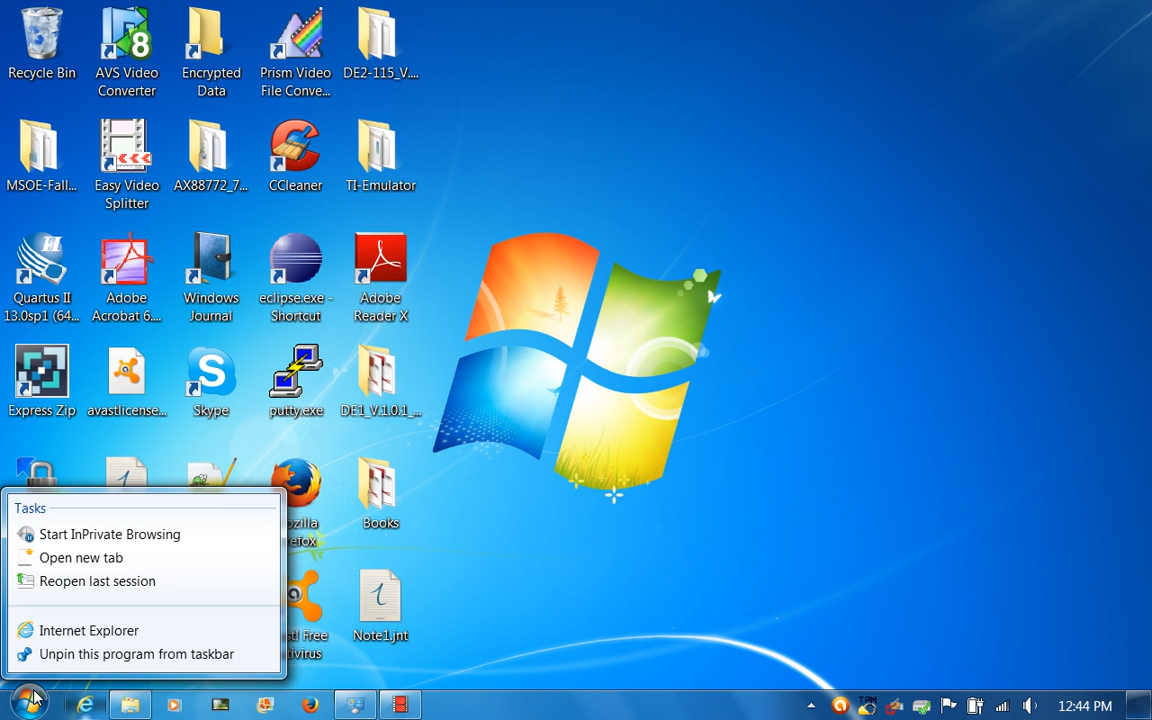 Recycle Bin
AVS Video
Converter
Encrypted
Data
Prism Video
File Conve...
DE2-115_V....
MSOE-Fall...
Easy Video
Splitter
AX88772_7...
CCleaner
TI-Emulator
Quartus II
13.0sp1 (64...
Adobe
Acrobat 6....
Windows
Journal
eclipse.exe -
Shortcut
Adobe
Reader X
Express Zip
avastlicense...
Skype
putty.exe
DE1_V.1.0.1_...
Books
Note1.jnt
Tasks
Start InPrivate Browsing
Open new tab
Reopen last session
Internet Explorer
Unpin this program from taskbar
12:44 PM